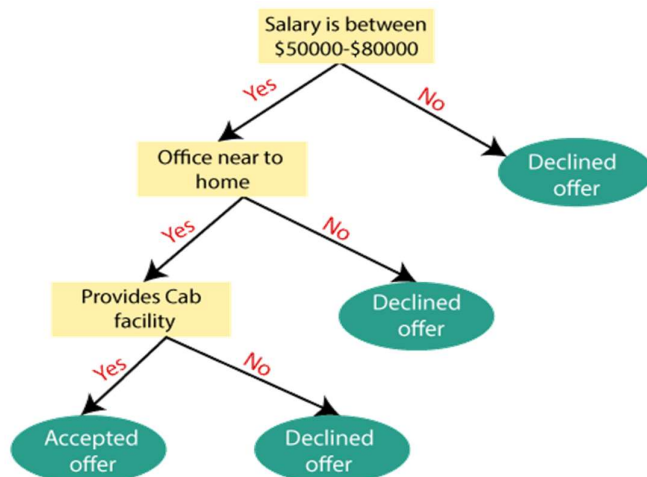 Salary is between
$50000-$80000
Yes
No
Office near to
home
Declined
offer
Yes
No
Provides Cab
facility
Declined
offer
Yes
No
Accepted
offer
Declined
offer